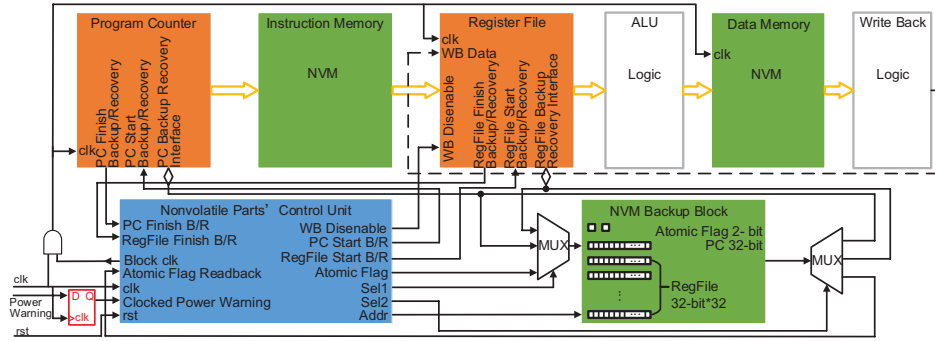 Program Counter
clk
PC Finish
Backup/Recovery
PC Start
Backup/Recovery
PC Backup Recovery
Interface
Instruction Memory
NVM
Register File
clk
WB Data
WB Disenable
RegFile Finish
Backup/Recovery
RegFile Start
Backup/Recovery
RegFile Backup
Recovery Interface
ALU
Logic
Data Memory
clk
NVM
Write Back
Logic
Nonvolatile Parts' Control Unit
PC Finish B/R
RegFile Finish B/R
Block clk
Atomic Flag Readback
clk
Clocked Power Warning
rst
WB Disenable
PC Start B/R
RegFile Start B/R
Atomic Flag
Sel1
Sel2
Addr
clk
Power
Warning
rst
D Q
clk
MUX
NVM Backup Block
Atomic Flag 2- bit
PC 32-bit
RegFile
32-bit*32
MUX